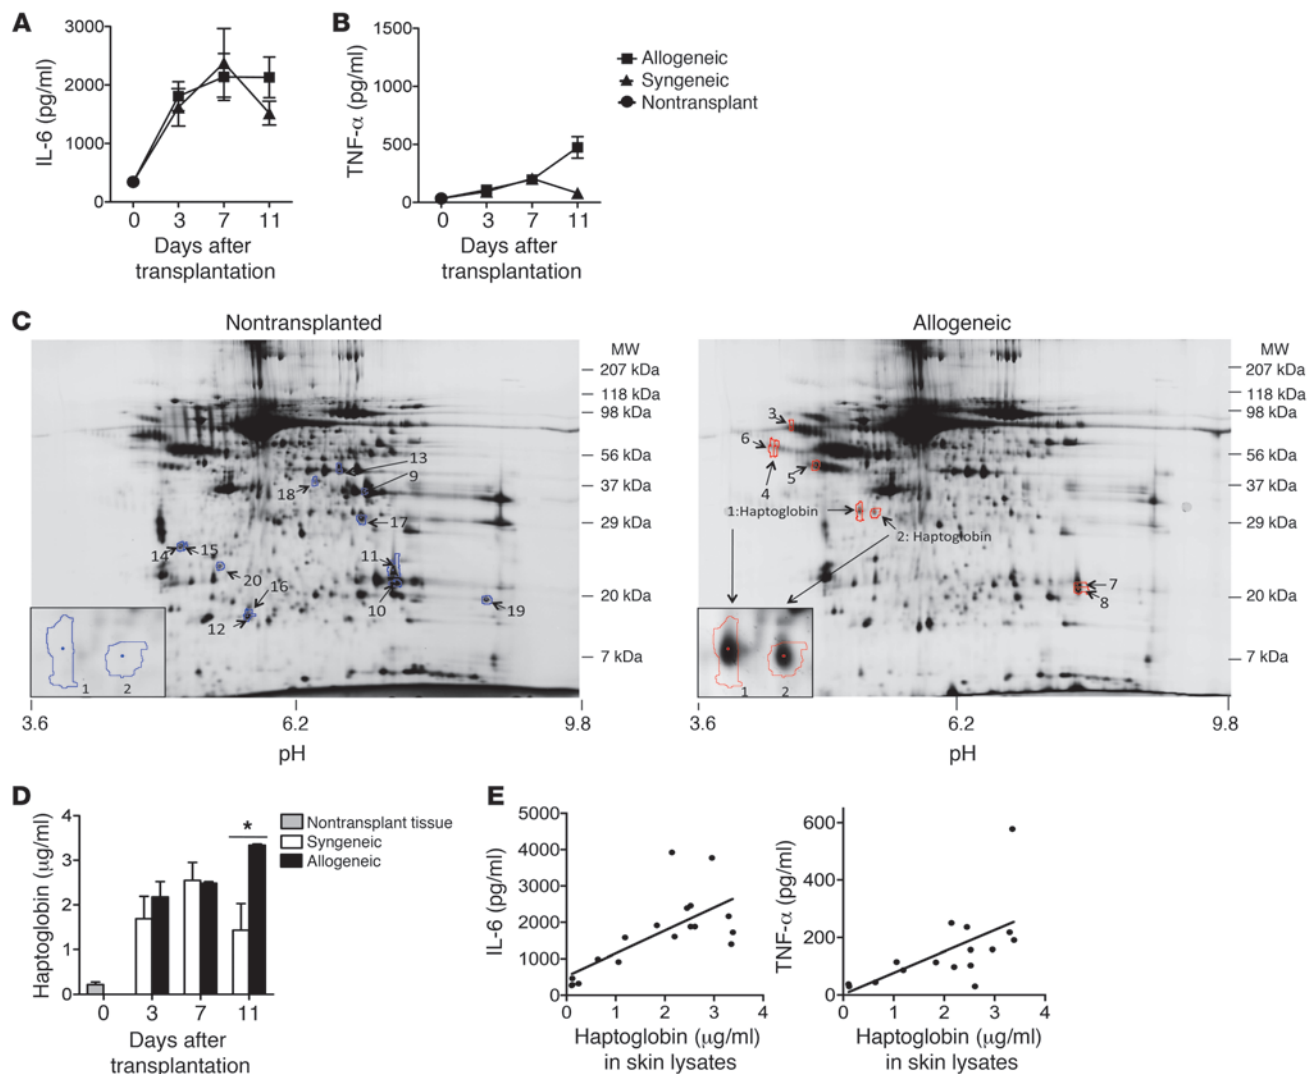 A
IL-6 (pg/ml)
3000
2000
1000
0
0 3 7 11
Days after
transplantation
B
TNF-α (pg/ml)
1500
1000
500
0
0 3 7 11
Days after
transplantation
Allogeneic
Syngeneic
Nontransplant
C
Nontransplanted
MW
207 kDa
118 kDa
98 kDa
56 kDa
37 kDa
29 kDa
20 kDa
7 kDa
13
9
18
17
14 15
11
20
16
10
12
19
1 2
3.6 6.2 9.8
pH
Allogeneic
MW
207 kDa
118 kDa
98 kDa
56 kDa
37 kDa
29 kDa
20 kDa
7 kDa
3
6
5
4
1:Haptoglobin
2: Haptoglobin
7
8
1 2
3.6 6.2 9.8
pH
D
Haptoglobin (μg/ml)
4
3
2
1
0
*
0 3 7 11
Days after
transplantation
Nontransplant tissue
Syngeneic
Allogeneic
E
IL-6 (pg/ml)
5000
4000
3000
2000
1000
0
0 1 2 3 4
Haptoglobin (μg/ml)
in skin lysates
TNF-α (pg/ml)
600
400
200
0
0 1 2 3 4
Haptoglobin (μg/ml)
in skin lysates